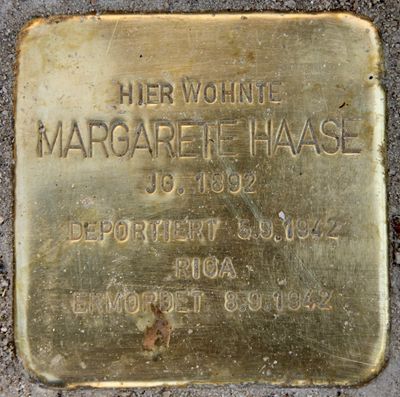 HIER WOHNTE
MARGARETE HAASE
JG. 1892
DEPORTIERT 5.9.1942
RIGA
ERMORDET 8.9.1942